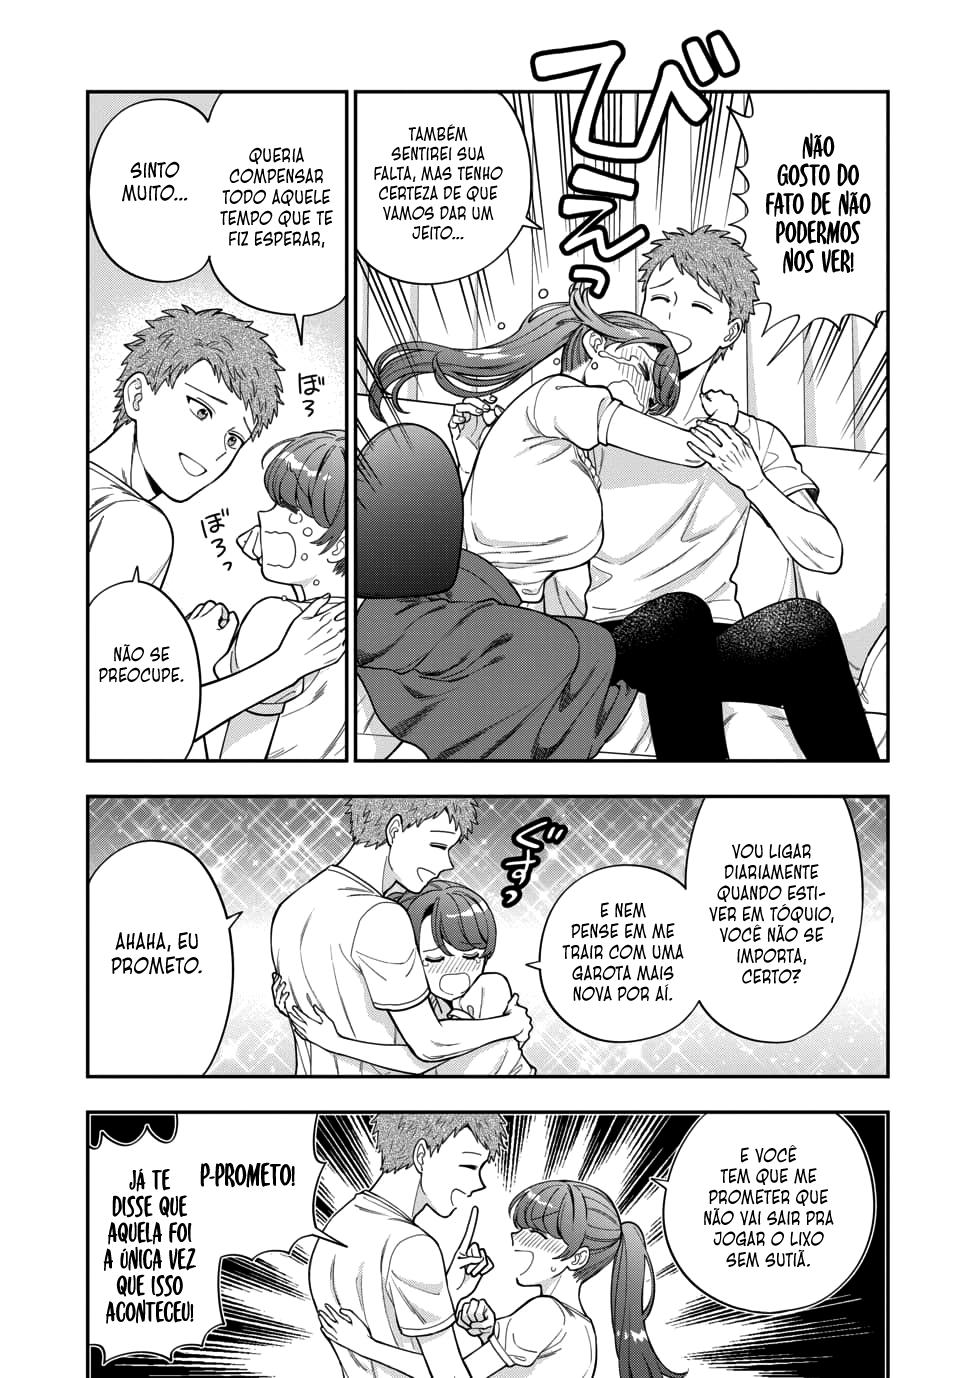 NÃO
GOSTO DO
FATO DE NÃO
PODERMOS
NOS VER!
びえんっ
TAMBÉM
SENTIREI SUA
FALTA, MAS TENHO
CERTEZA DE QUE
VAMOS DAR UM
JEITO...
QUERIA
COMPENSAR
TODO AQUELE
TEMPO QUE TE
FIZ ESPERAR,
SINTO
MUITO...
ぼろ
ぼろっ
NÃO SE
PREOCUPE.
VOU LIGAR
DIARIAMENTE
QUANDO ESTI-
VER EM TÓQUIO,
VOCÊ NÃO SE
IMPORTA,
CERTO?
E NEM
PENSE EM ME
TRAIR COM UMA
GAROTA MAIS
NOVA POR AÍ.
ぐすっ
AHAHA, EU
PROMETO.
E VOCÊ
TEM QUE ME
PROMETER QUE
NÃO VAI SAIR PRA
JOGAR O LIXO
SEM SUTIÃ.
P-PROMETO!
JÁ TE
DISSE QUE
AQUELA FOI
A ÚNICA VEZ
QUE ISSO
ACONTECEU!